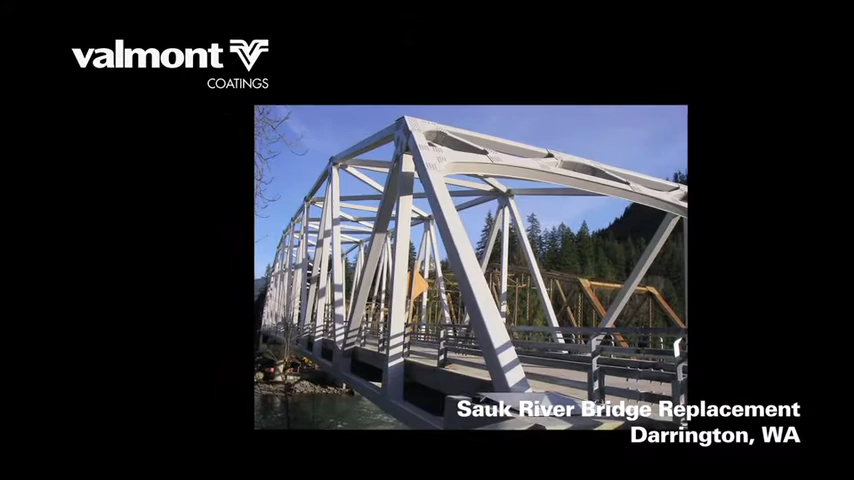 valmont
COATINGS
Sauk River Bridge Replacement
Darrington, WA